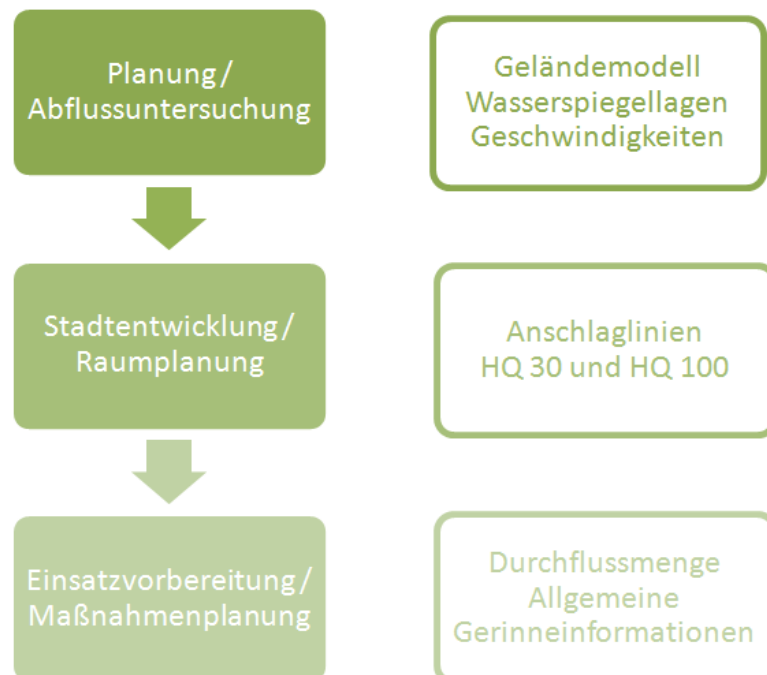 Planung/
Abflussuntersuchung
Geländemodell
Wasserspiegellagen
Geschwindigkeiten
Stadtentwicklung/
Raumplanung
Anschlaglinien
HQ 30 und HQ 100
Einsatzvorbereitung/
Maßnahmenplanung
Durchflussmenge
Allgemeine
Gerinneinformationen